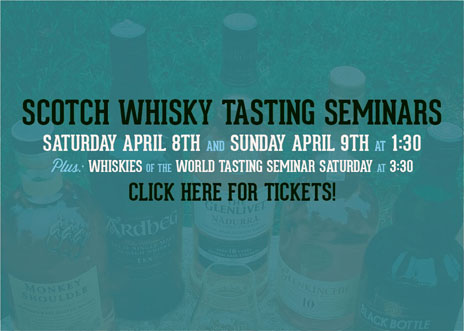 SCOTCH WHISKY TASTING SEMINARS
SATURDAY APRIL 8TH AND SUNDAY APRIL 9TH AT 1:30
Plus: WHISKIES OF THE WORLD TASTING SEMINAR SATURDAY AT 3:30
CLICK HERE FOR TICKETS!
Ardbeg
TEN
GLENLIVET
NADURRA
MONKEY
SHOULDER
10
BLACK BOTTLE